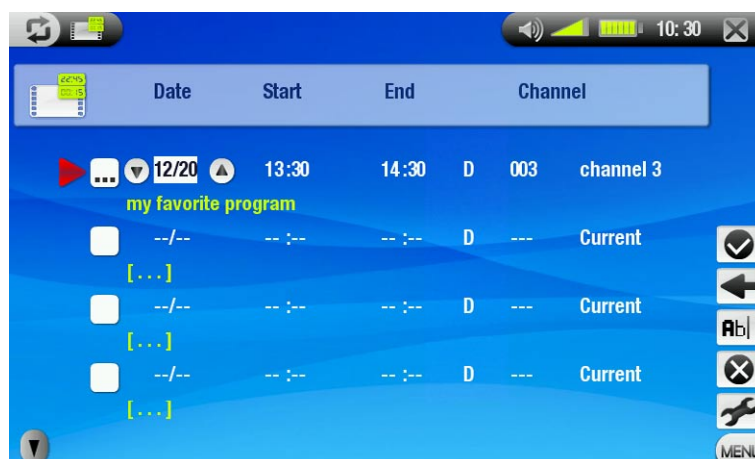 10:30
Date Start End Channel
... 12/20 13:30 14:30 D 003 channel 3
my favorite program
--/-- -- :-- -- :-- D --- Current
[...]
--/-- -- :-- -- :-- D --- Current
[...]
Ab|
--/-- -- :-- -- :-- D --- Current
[...]
MENU